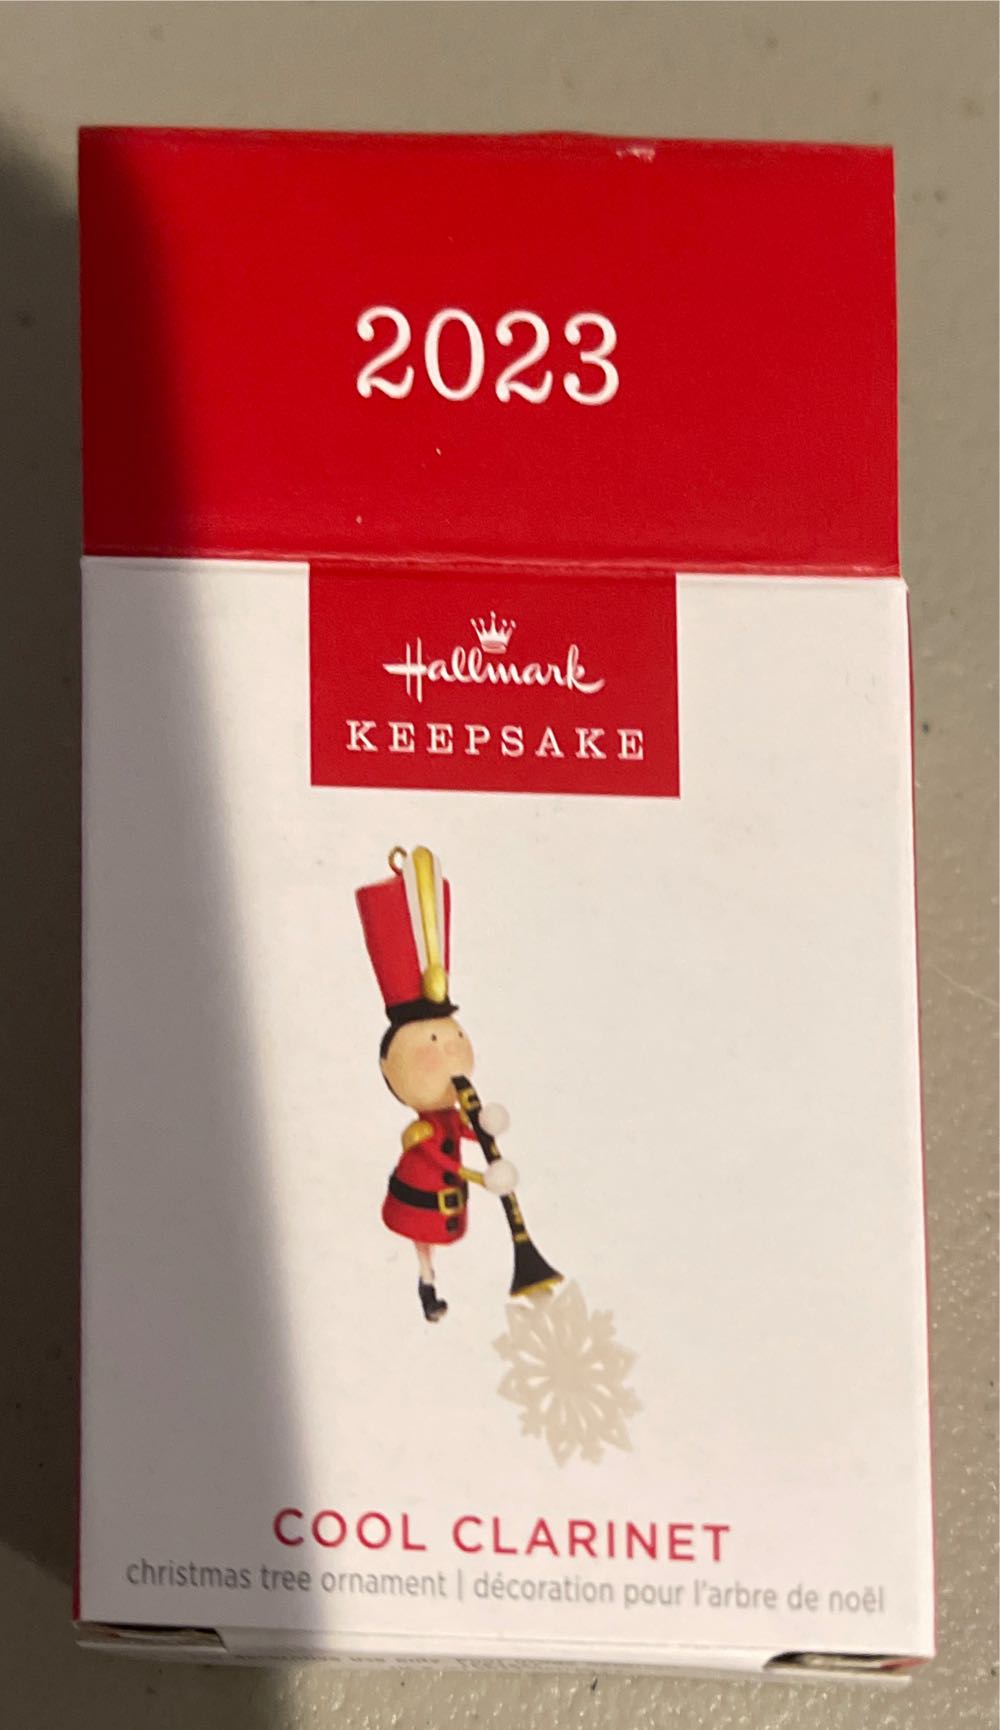 2023
Hallmark
KEEPSAKE
COOL CLARINET
christmas tree ornament | décoration pour l'arbre de noël